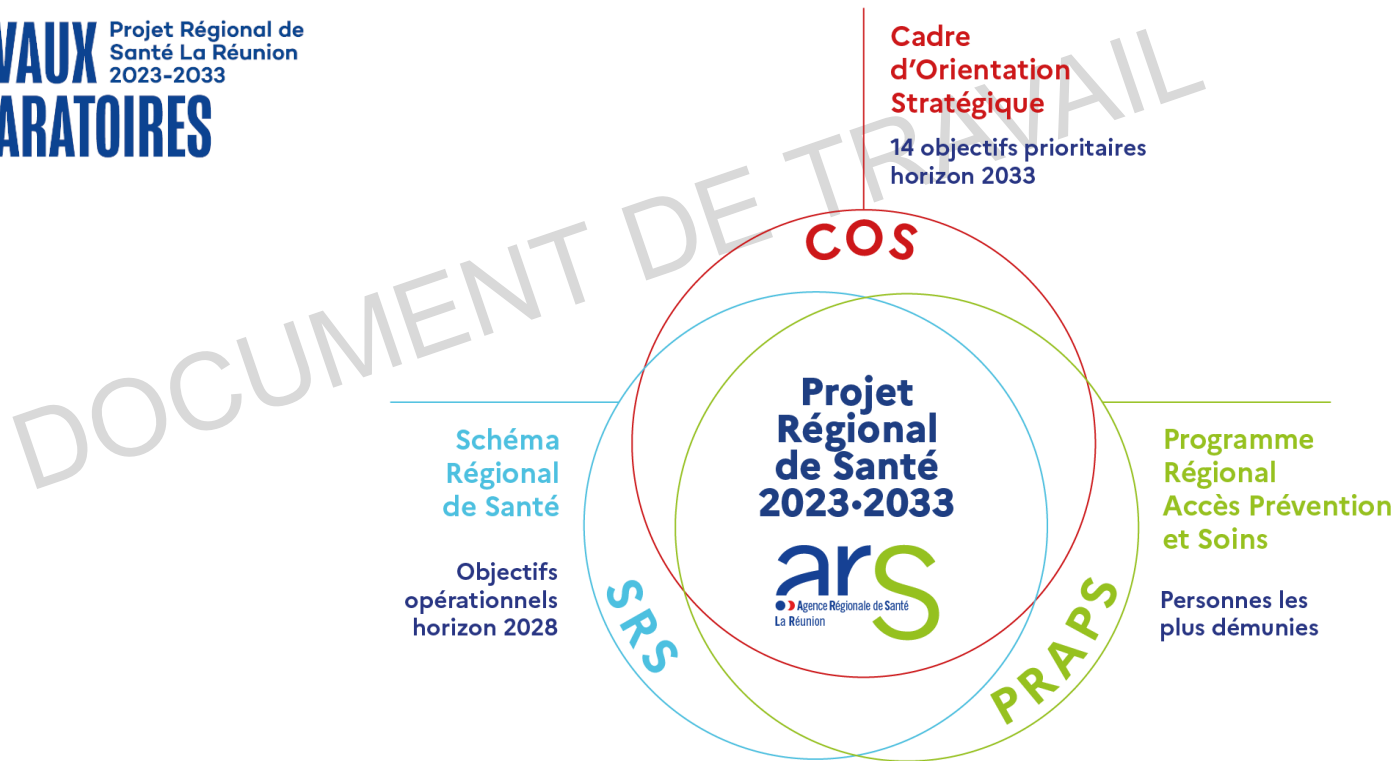 VAUX
Projet Régional de
Santé La Réunion
2023-2033
ARATOIRES
Cadre
d'Orientation
Stratégique
14 objectifs prioritaires
horizon 2033
DOCUMENT DE TRAVAIL
COS
Projet
Régional
de Santé
2023•2033
ars
Agence Régionale de Santé
La Réunion
Schéma
Régional
de Santé
Objectifs
opérationnels
horizon 2028
SRS
Programme
Régional
Accès Prévention
et Soins
Personnes les
plus démunies
PRAPS